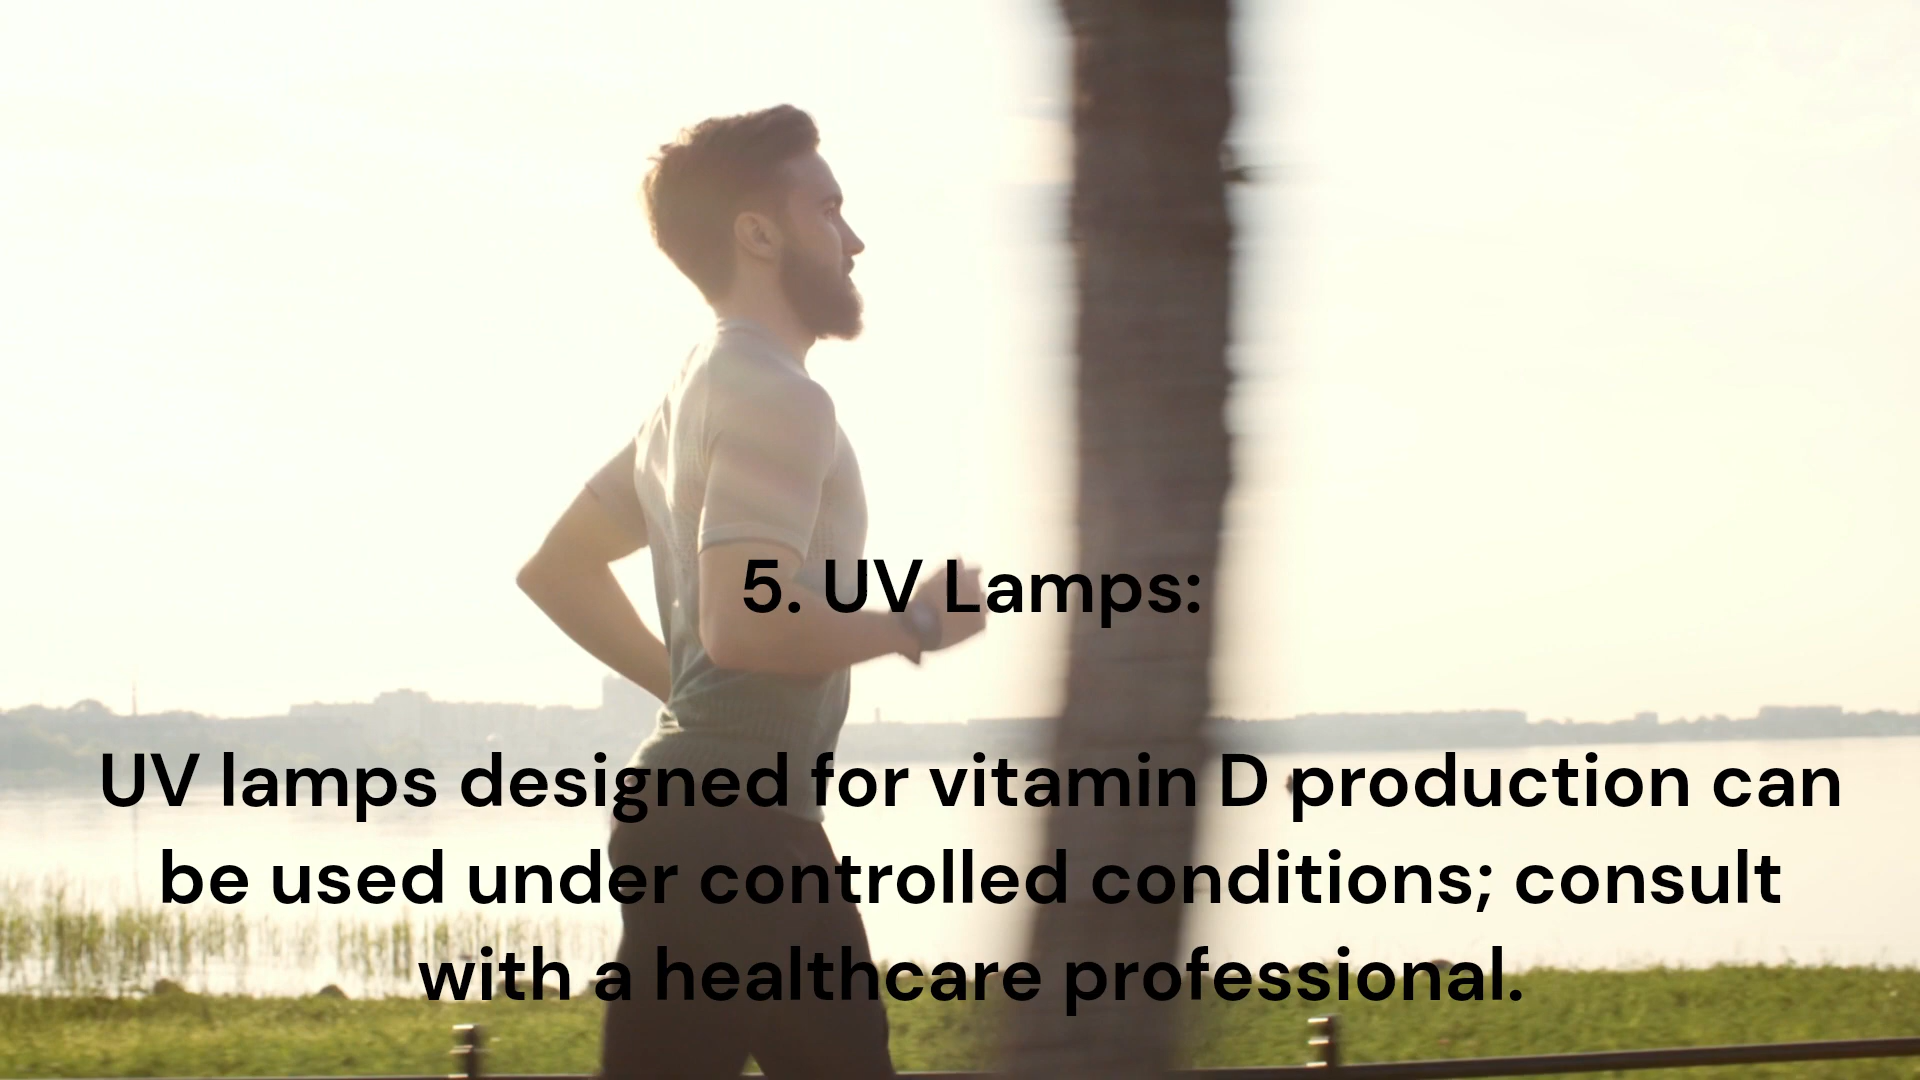 5. UV Lamps:
UV lamps designed for vitamin D production can
be used under controlled conditions; consult
with a healthcare professional.